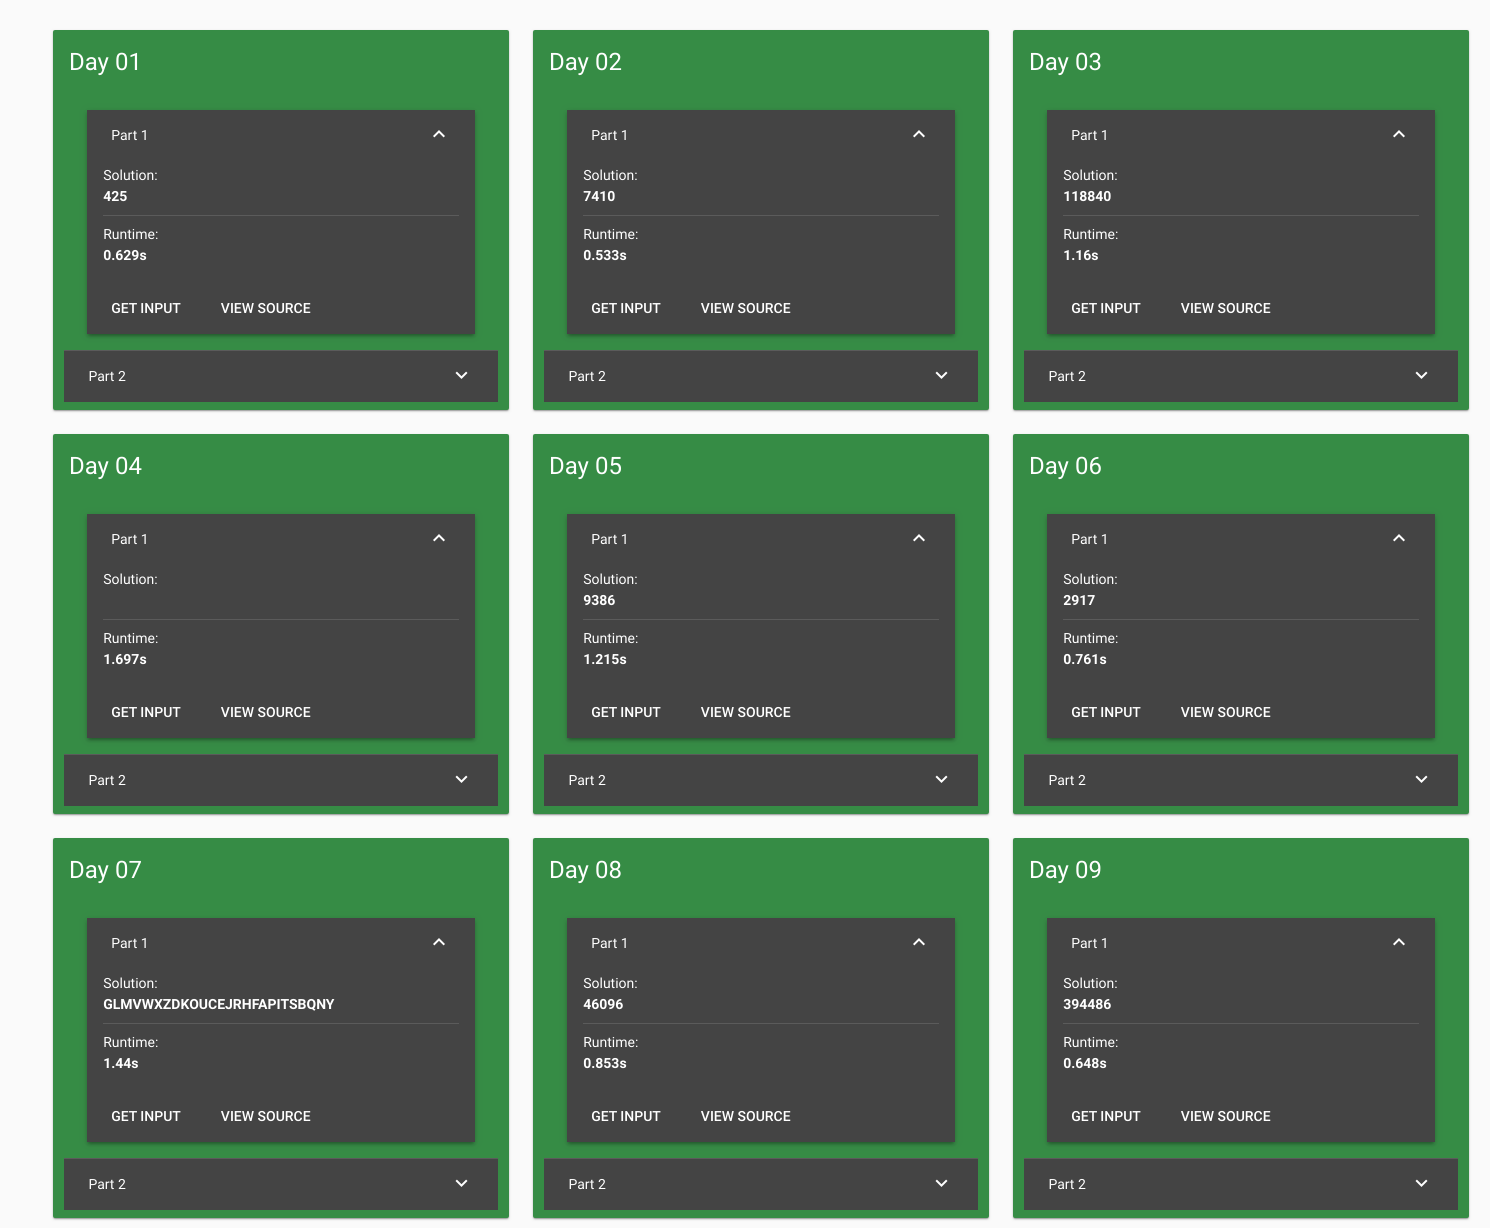 Day 01
Part 1
Solution:
425
Runtime:
0.629s
GET INPUT VIEW SOURCE
Part 2
Day 02
Part 1
Solution:
7410
Runtime:
0.533s
GET INPUT VIEW SOURCE
Part 2
Day 03
Part 1
Solution:
118840
Runtime:
1.16s
GET INPUT VIEW SOURCE
Part 2
Day 04
Part 1
Solution:
Runtime:
1.697s
GET INPUT VIEW SOURCE
Part 2
Day 05
Part 1
Solution:
9386
Runtime:
1.215s
GET INPUT VIEW SOURCE
Part 2
Day 06
Part 1
Solution:
2917
Runtime:
0.761s
GET INPUT VIEW SOURCE
Part 2
Day 07
Part 1
Solution:
GLMVWXZDKOUCEJRHFAPITSBQNY
Runtime:
1.44s
GET INPUT VIEW SOURCE
Part 2
Day 08
Part 1
Solution:
46096
Runtime:
0.853s
GET INPUT VIEW SOURCE
Part 2
Day 09
Part 1
Solution:
394486
Runtime:
0.648s
GET INPUT VIEW SOURCE
Part 2